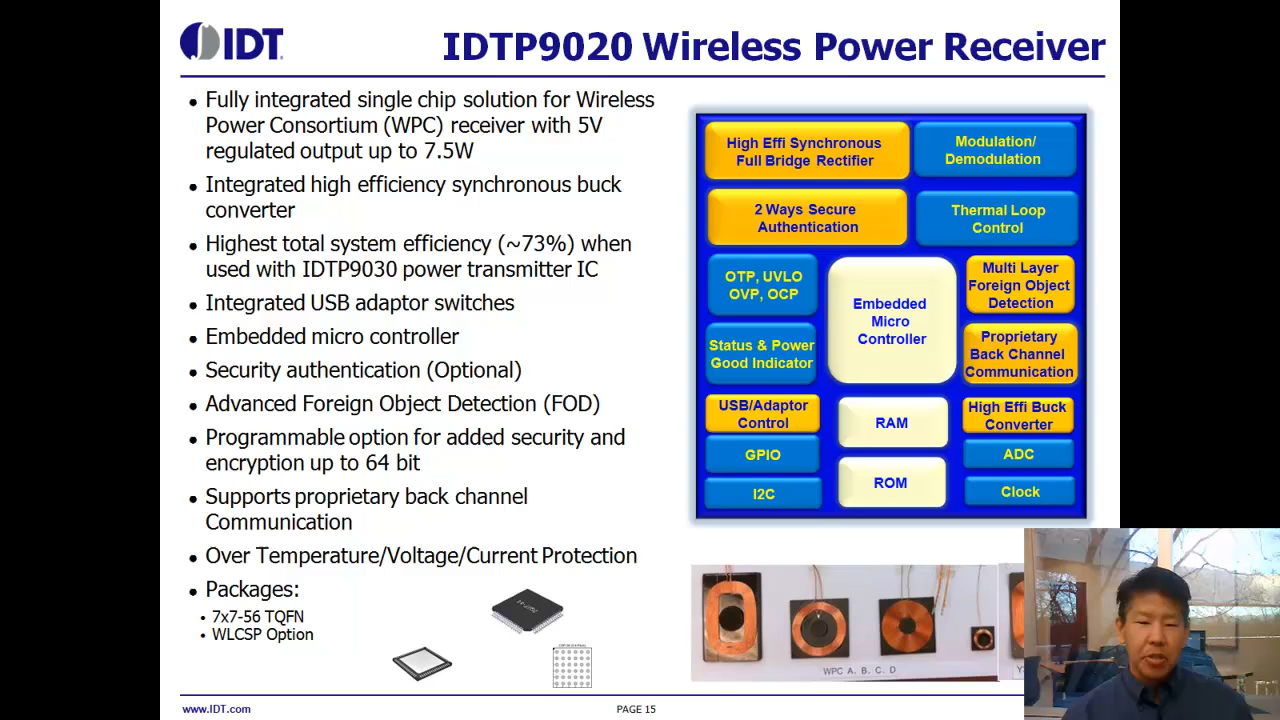 IDT
IDTP9020 Wireless Power Receiver
Fully integrated single chip solution for Wireless
Power Consortium (WPC) receiver with 5V
regulated output up to 7.5W
Integrated high efficiency synchronous buck
converter
Highest total system efficiency (~73%) when
used with IDTP9030 power transmitter IC
Integrated USB adaptor switches
Embedded micro controller
Security authentication (Optional)
Advanced Foreign Object Detection (FOD)
Programmable option for added security and
encryption up to 64 bit
Supports proprietary back channel
Communication
Over Temperature/Voltage/Current Protection
Packages:
7x7-56 TQFN
WLCSP Option
High Effi Synchronous
Full Bridge Rectifier
Modulation/
Demodulation
2 Ways Secure
Authentication
Thermal Loop
Control
OTP, UVLO
OVP, OCP
Embedded
Micro
Controller
Multi Layer
Foreign Object
Detection
Status & Power
Good Indicator
Proprietary
Back Channel
Communication
USB/Adaptor
Control
RAM
High Effi Buck
Converter
GPIO
ADC
I2C
ROM
Clock
WPC A, B, C, D
www.IDT.com
PAGE 15